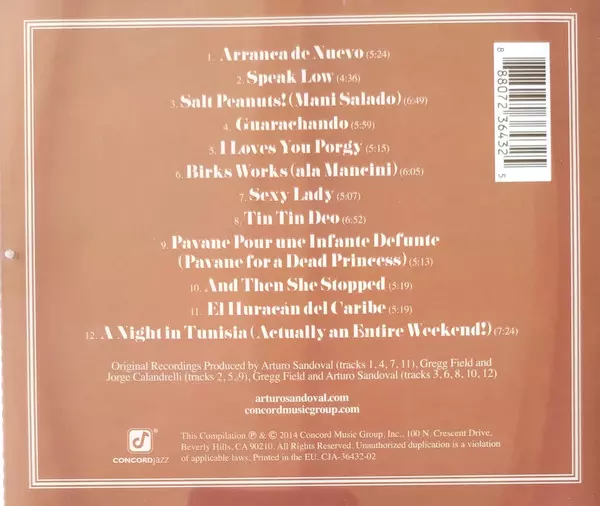 1. Arranca de Nuevo (5:24)
2. Speak Low (4:36)
3. Salt Peanuts! (Mani Salado) (6:49)
4. Guarachando (5:59)
5. I Loves You Porgy (5:15)
6. Birks Works (ala Mancini) (6:05)
7. Sexy Lady (5:07)
8. Tin Tin Deo (6:52)
9. Pavane Pour une Infante Defunte
(Pavane for a Dead Princess) (5:13)
10. And Then She Stopped (5:19)
11. El Huracán del Caribe (5:19)
12. A Night in Tunisia (Actually an Entire Weekend!) (7:24)
Original Recordings Produced by Arturo Sandoval (tracks 1, 4, 7, 11), Gregg Field and
Jorge Calandrelli (tracks 2, 5, 9), Gregg Field and Arturo Sandoval (tracks 3, 6, 8, 10, 12)
arturosandoval.com
concordmusicgroup.com
CONCORDjazz
This Compilation ℗ & © 2014 Concord Music Group, Inc., 100 N. Crescent Drive,
Beverly Hills, CA 90210. All Rights Reserved. Unauthorized duplication is a violation
of applicable laws. Printed in the EU. CJA-36432-02
8 88072 36432 5